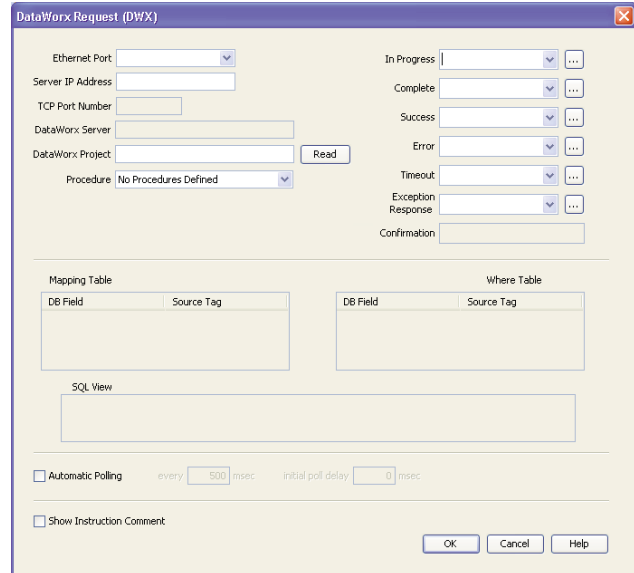 DataWorx Request (DWX)
Ethernet Port
Server IP Address
TCP Port Number
DataWorx Server
DataWorx Project
Read
Procedure No Procedures Defined
In Progress
...
Complete
...
Success
...
Error
...
Timeout
...
Exception
Response
...
Confirmation
Mapping Table
DB Field Source Tag
Where Table
DB Field Source Tag
SQL View
Automatic Polling every 500 msec initial poll delay 0 msec
Show Instruction Comment
OK Cancel Help